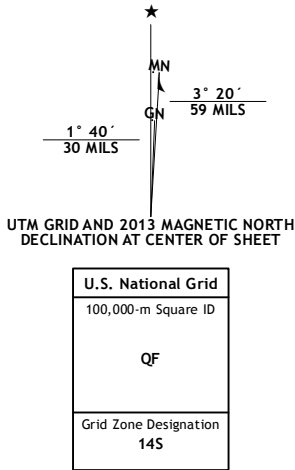 ★
MN
GN
3° 20´
59 MILS
1° 40´
30 MILS
UTM GRID AND 2013 MAGNETIC NORTH
DECLINATION AT CENTER OF SHEET
U.S. National Grid
100,000-m Square ID
QF
Grid Zone Designation
14S